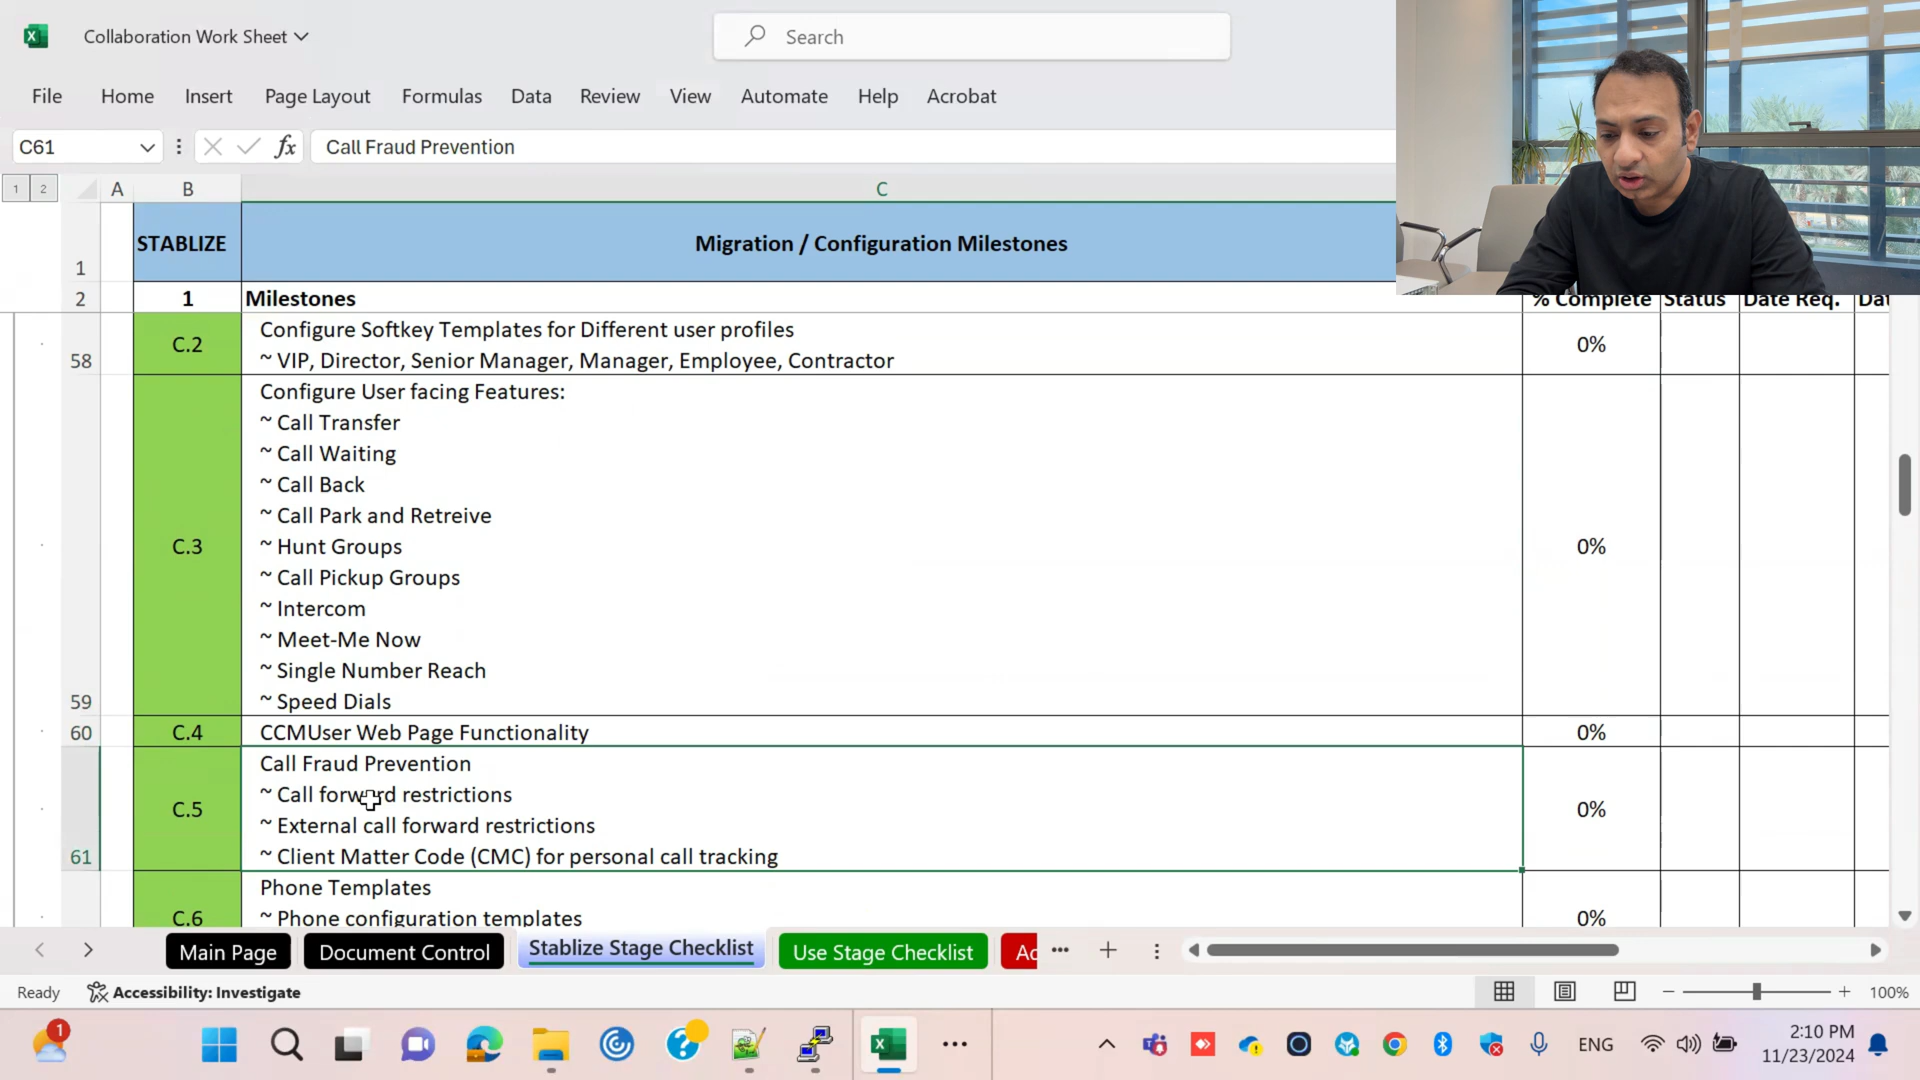 Collaboration Work Sheet
Search
File Home Insert Page Layout Formulas Data Review View Automate Help Acrobat
C61 fx Call Fraud Prevention
1 2 A B C
1 STABLIZE Migration / Configuration Milestones
2 1 Milestones % Complete Status Date Req. Dat
58 C.2 Configure Softkey Templates for Different user profiles 0%
~ VIP, Director, Senior Manager, Manager, Employee, Contractor
59 C.3 Configure User facing Features: 0%
~ Call Transfer
~ Call Waiting
~ Call Back
~ Call Park and Retreive
~ Hunt Groups
~ Call Pickup Groups
~ Intercom
~ Meet-Me Now
~ Single Number Reach
~ Speed Dials
60 C.4 CCMUser Web Page Functionality 0%
61 C.5 Call Fraud Prevention 0%
~ Call forward restrictions
~ External call forward restrictions
~ Client Matter Code (CMC) for personal call tracking
C.6 Phone Templates 0%
~ Phone configuration templates
Main Page Document Control Stablize Stage Checklist Use Stage Checklist Ac
Ready Accessibility: Investigate 100%
1 ENG 2:10 PM
11/23/2024